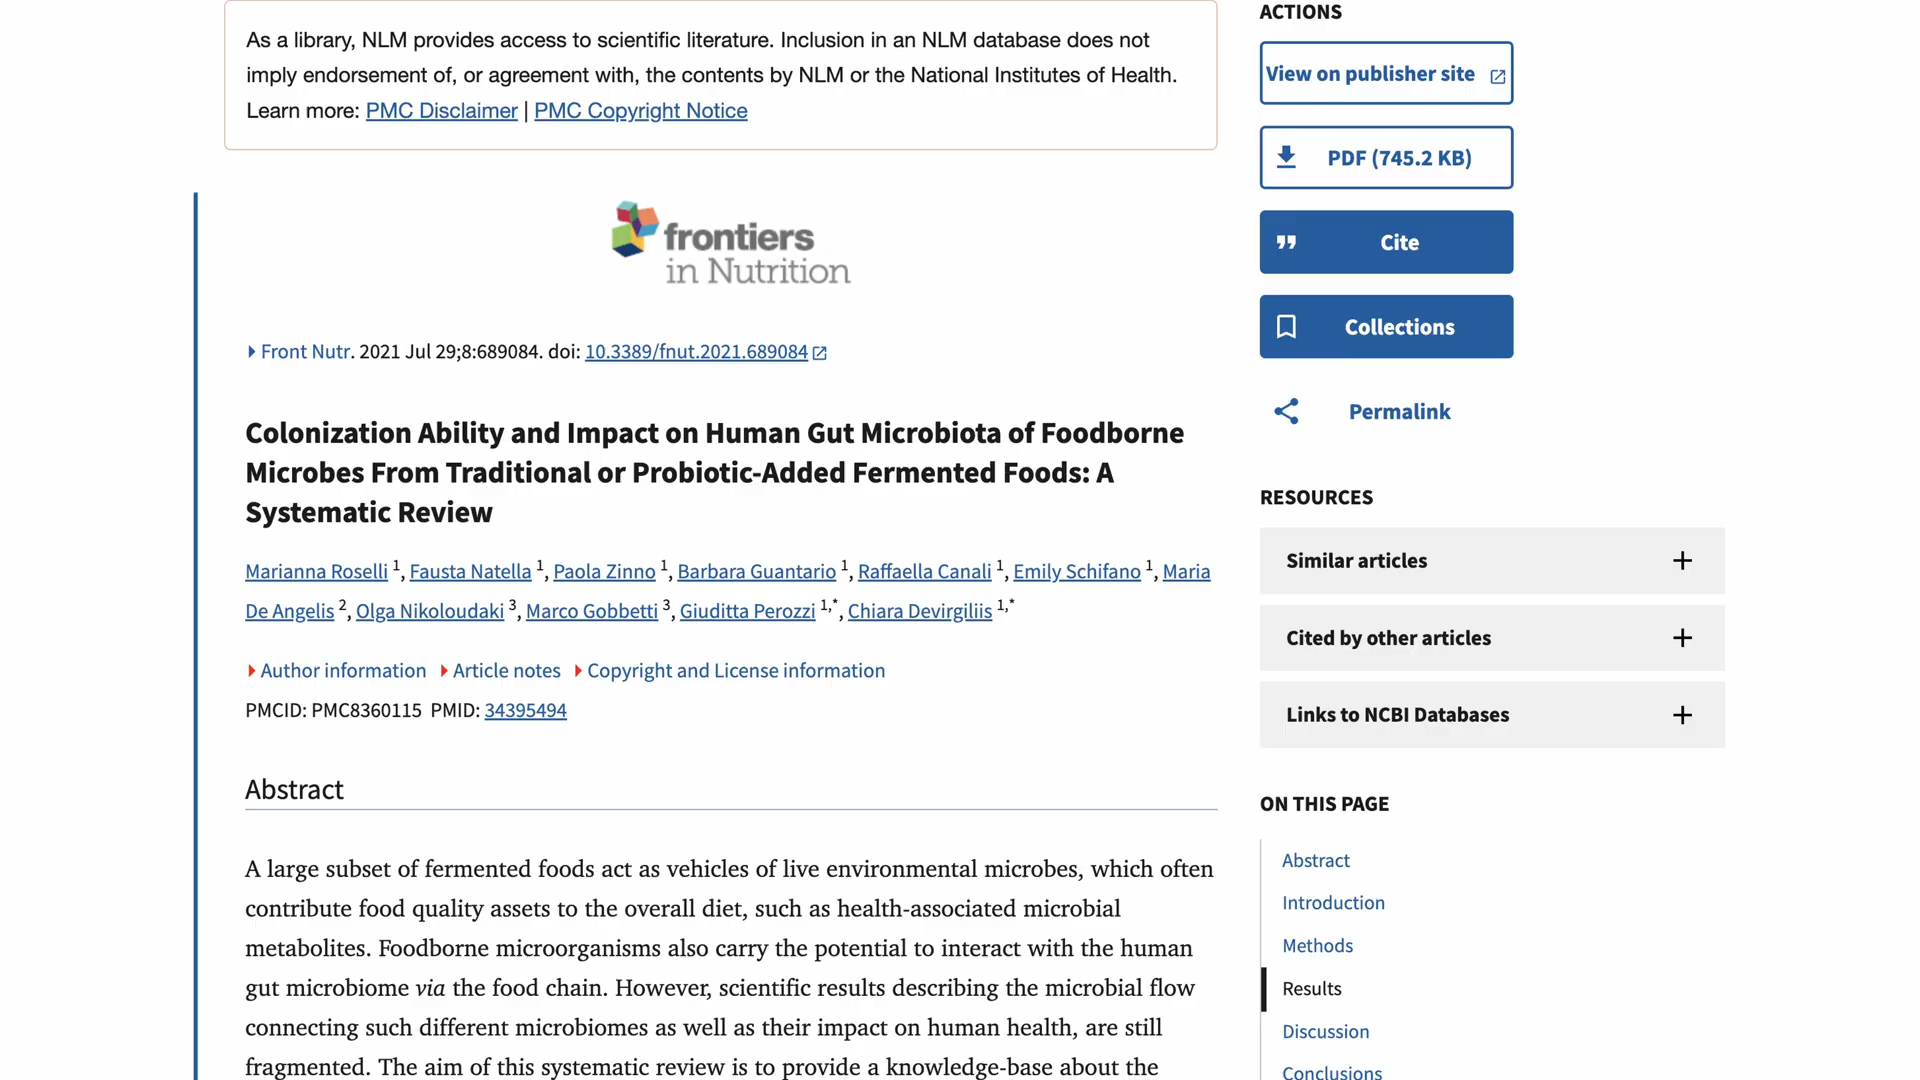 As a library, NLM provides access to scientific literature. Inclusion in an NLM database does not
imply endorsement of, or agreement with, the contents by NLM or the National Institutes of Health.
Learn more: PMC Disclaimer | PMC Copyright Notice
frontiers
in Nutrition
Front Nutr. 2021 Jul 29;8:689084. doi: 10.3389/fnut.2021.689084
Colonization Ability and Impact on Human Gut Microbiota of Foodborne
Microbes From Traditional or Probiotic-Added Fermented Foods: A
Systematic Review
Marianna Roselli 1, Fausta Natella 1, Paola Zinno 1, Barbara Guantario 1, Raffaella Canali 1, Emily Schifano 1, Maria
De Angelis 2, Olga Nikoloudaki 3, Marco Gobbetti 3, Giuditta Perozzi 1,*, Chiara Devirgiliis 1,*
Author information Article notes Copyright and License information
PMCID: PMC8360115 PMID: 34395494
Abstract
A large subset of fermented foods act as vehicles of live environmental microbes, which often
contribute food quality assets to the overall diet, such as health-associated microbial
metabolites. Foodborne microorganisms also carry the potential to interact with the human
gut microbiome via the food chain. However, scientific results describing the microbial flow
connecting such different microbiomes as well as their impact on human health, are still
fragmented. The aim of this systematic review is to provide a knowledge-base about the
ACTIONS
View on publisher site
PDF (745.2 KB)
Cite
Collections
Permalink
RESOURCES
Similar articles
Cited by other articles
Links to NCBI Databases
ON THIS PAGE
Abstract
Introduction
Methods
Results
Discussion
Conclusions